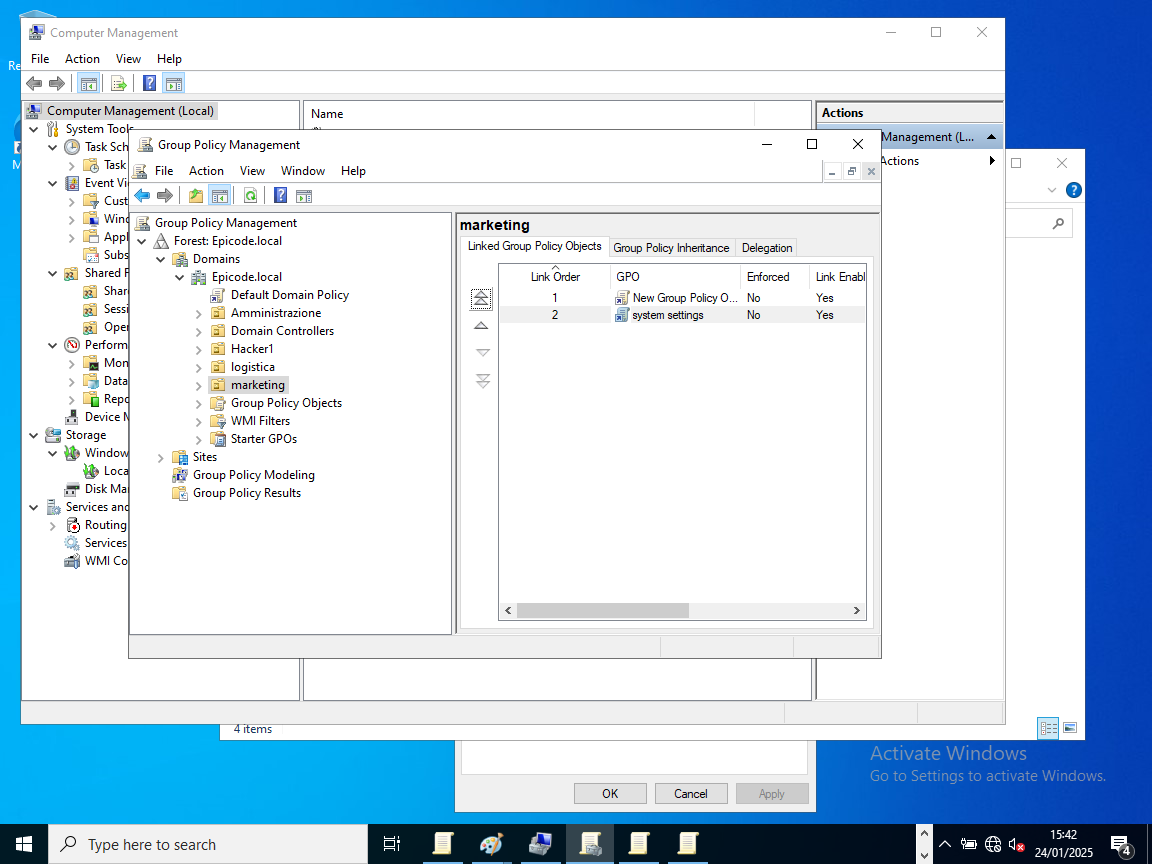 Computer Management
File Action View Help
Computer Management (Local)
System Tools
Task Sch
Task
Event Vi
Cust
Wind
Appl
Subs
Shared F
Share
Sessi
Open
Perform
Mon
Data
Repo
Device M
Storage
Window
Loca
Disk Ma
Services and
Routing
Services
WMI Co
Name
Actions
Management (L...
Actions
Group Policy Management
File Action View Window Help
Group Policy Management
Forest: Epicode.local
Domains
Epicode.local
Default Domain Policy
Amministrazione
Domain Controllers
Hacker1
logistica
marketing
Group Policy Objects
WMI Filters
Starter GPOs
Sites
Group Policy Modeling
Group Policy Results
marketing
Linked Group Policy Objects Group Policy Inheritance Delegation
Link Order GPO Enforced Link Enabl
1 New Group Policy O... No Yes
2 system settings No Yes
4 items
OK Cancel Apply
Activate Windows
Go to Settings to activate Windows.
Type here to search
15:42
24/01/2025
4